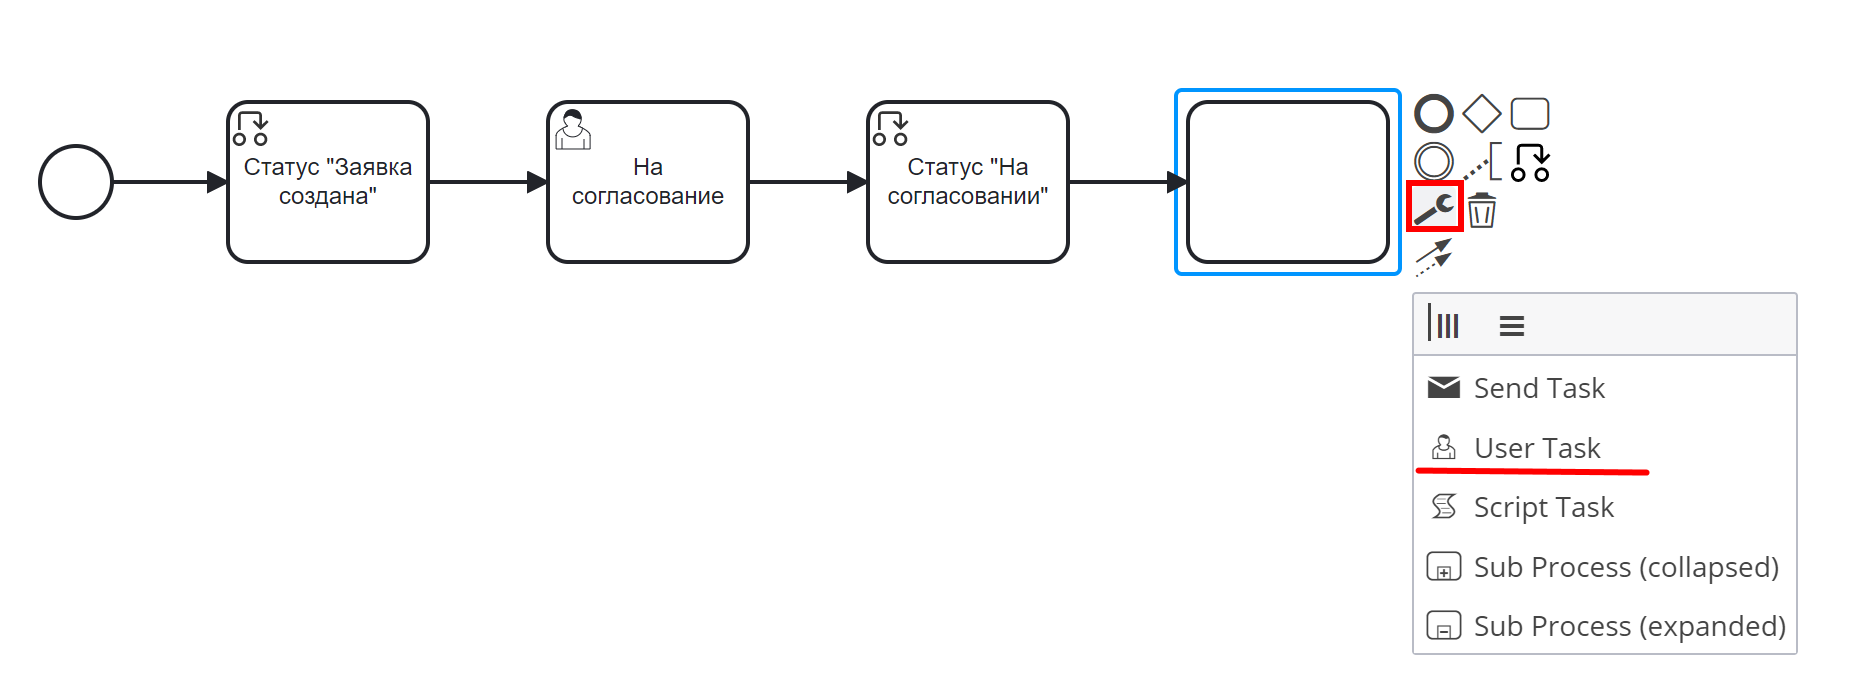 Статус "Заявка
создана"
На
согласование
Статус "На
согласовании"
Send Task
User Task
Script Task
Sub Process (collapsed)
Sub Process (expanded)